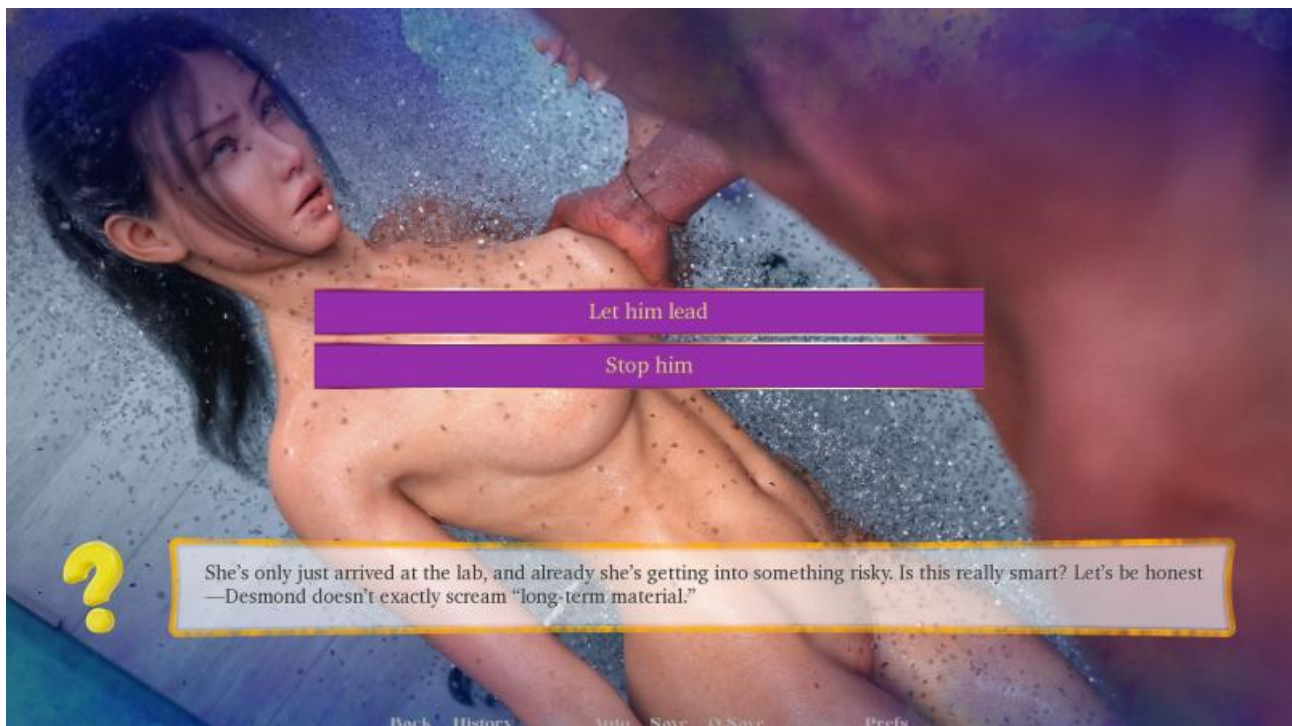 Let him lead
Stop him
She's only just arrived at the lab, and already she's getting into something risky. Is this really smart? Let's be honest
—Desmond doesn't exactly scream “long-term material.”
Back History Auto Save Q.Save Prefs